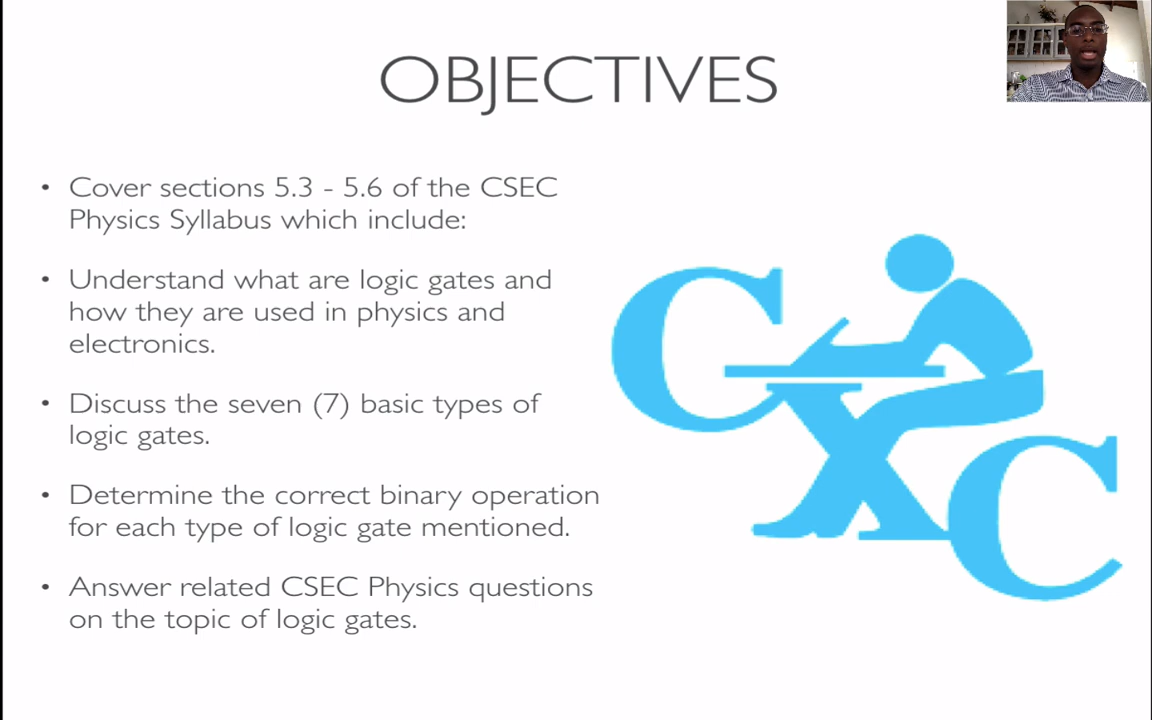 OBJECTIVES
• Cover sections 5.3 - 5.6 of the CSEC
Physics Syllabus which include:
• Understand what are logic gates and
how they are used in physics and
electronics.
• Discuss the seven (7) basic types of
logic gates.
• Determine the correct binary operation
for each type of logic gate mentioned.
• Answer related CSEC Physics questions
on the topic of logic gates.
CXC